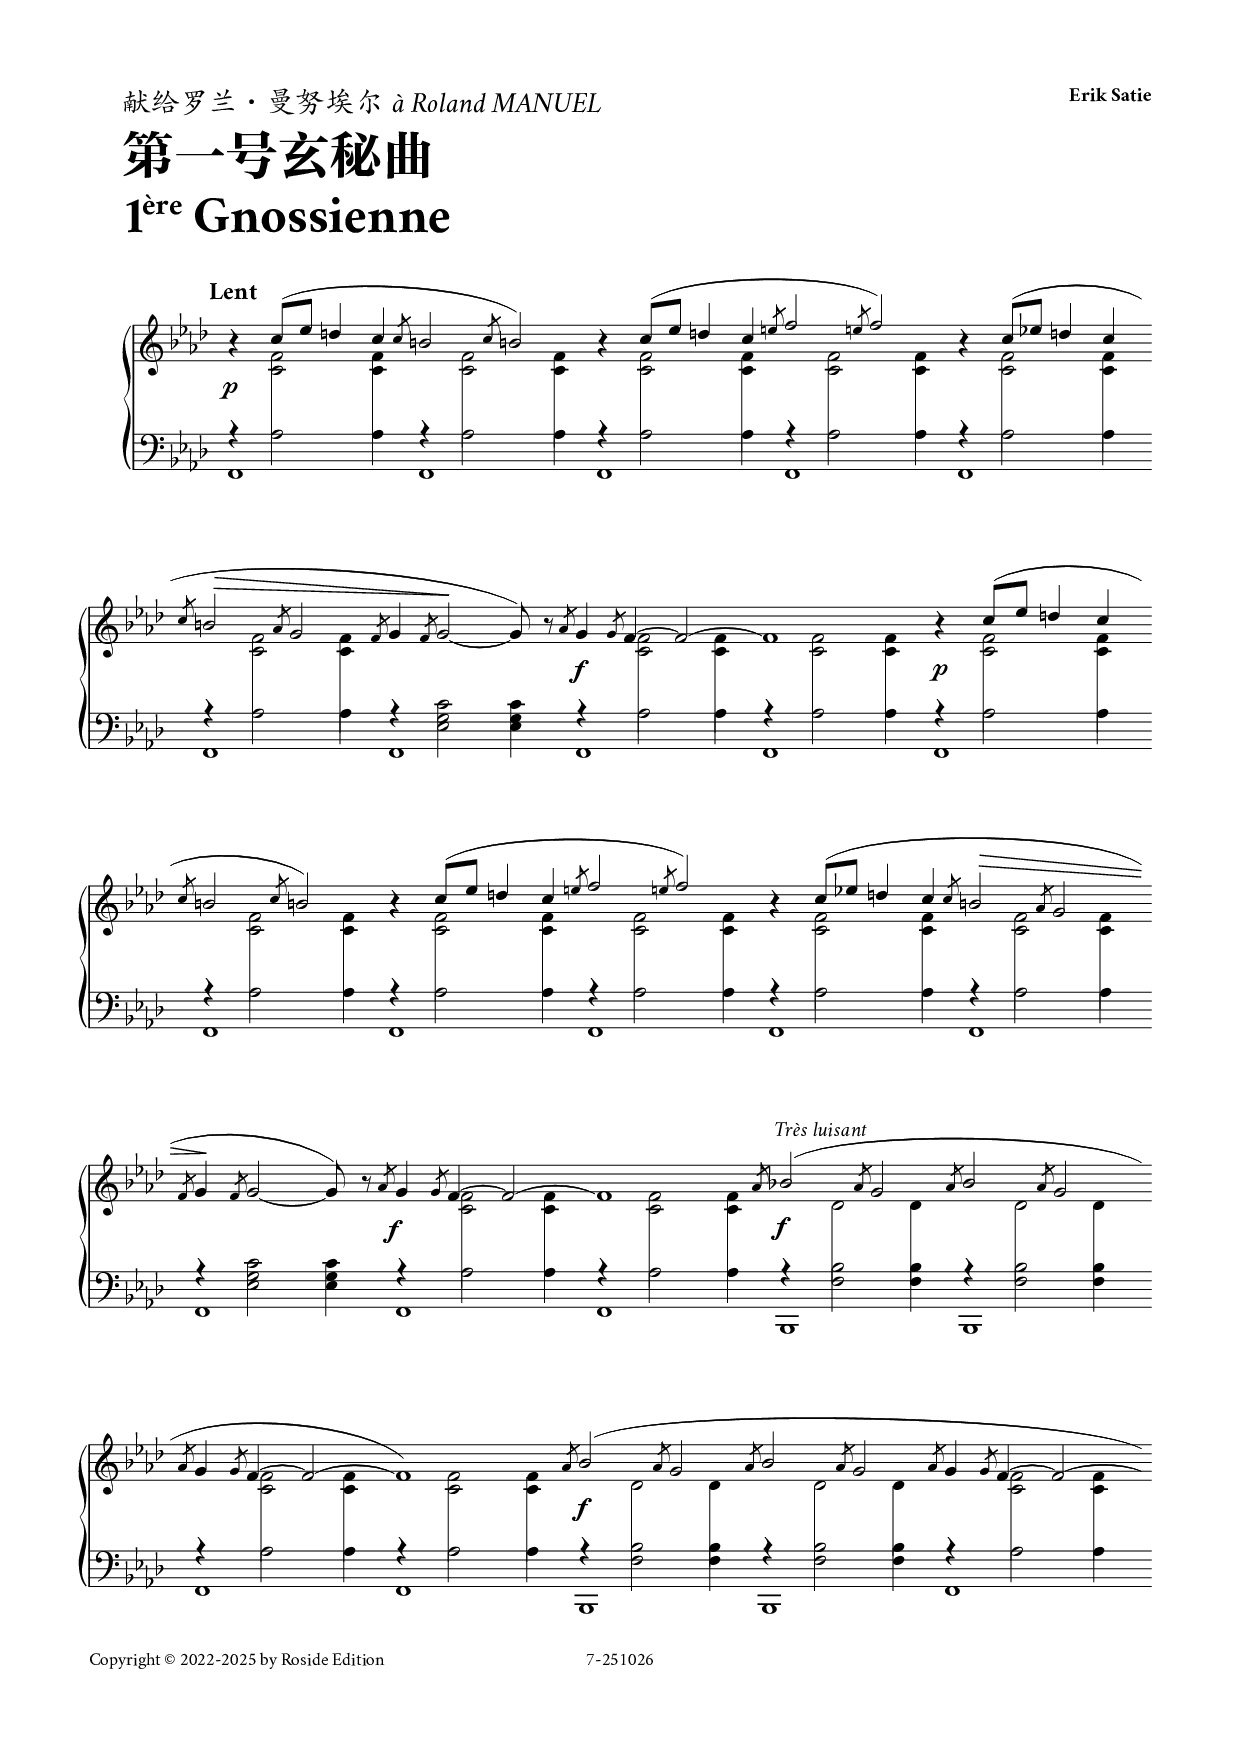 献给罗兰·曼努埃尔 à Roland MANUEL
Erik Satie
第一号玄秘曲
1ère Gnossienne
Lent
p
f
p
Très luisant
f
f
f
Copyright © 2022-2025 by Roside Edition
7-251026